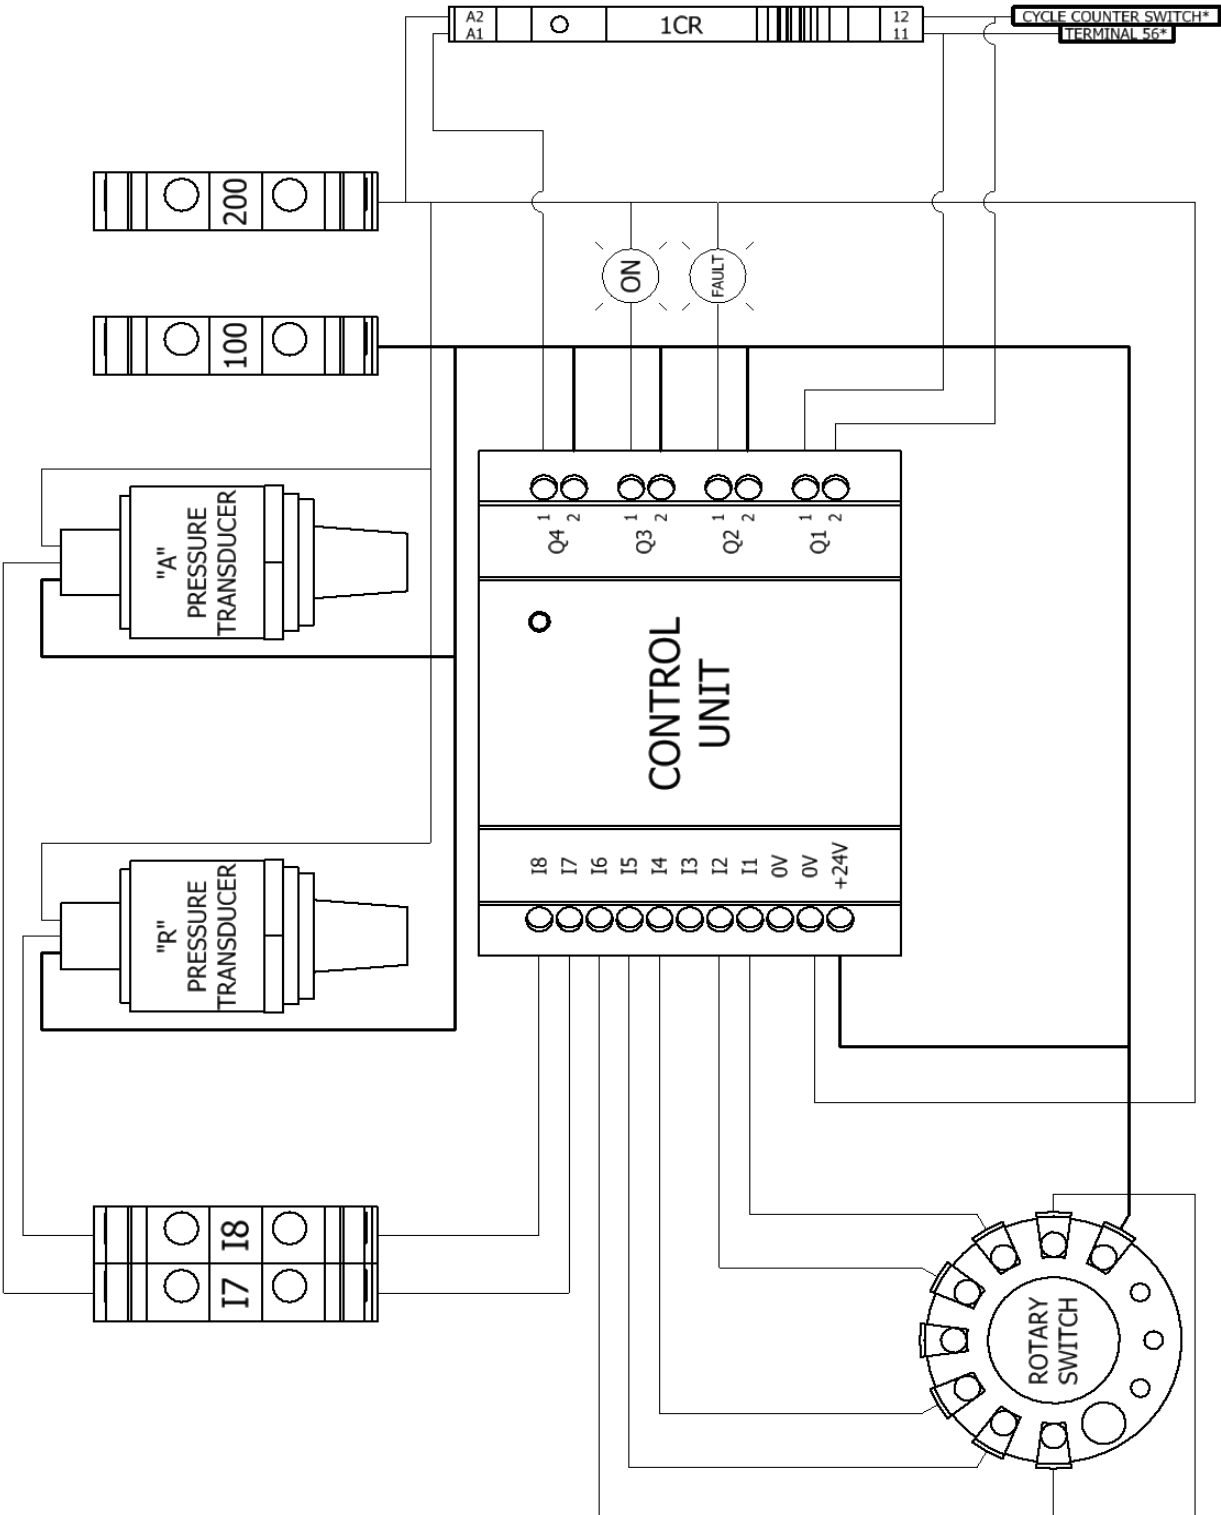 A2
A1
1CR
12
11
CYCLE COUNTER SWITCH*
TERMINAL 56*
200
ON
FAULT
100
1
2
Q4
1
2
Q3
1
2
Q2
1
2
Q1
"A"
PRESSURE
TRANSDUCER
CONTROL
UNIT
I8
I7
I6
I5
I4
I3
I2
I1
0V
0V
+24V
"R"
PRESSURE
TRANSDUCER
I8
I7
ROTARY
SWITCH